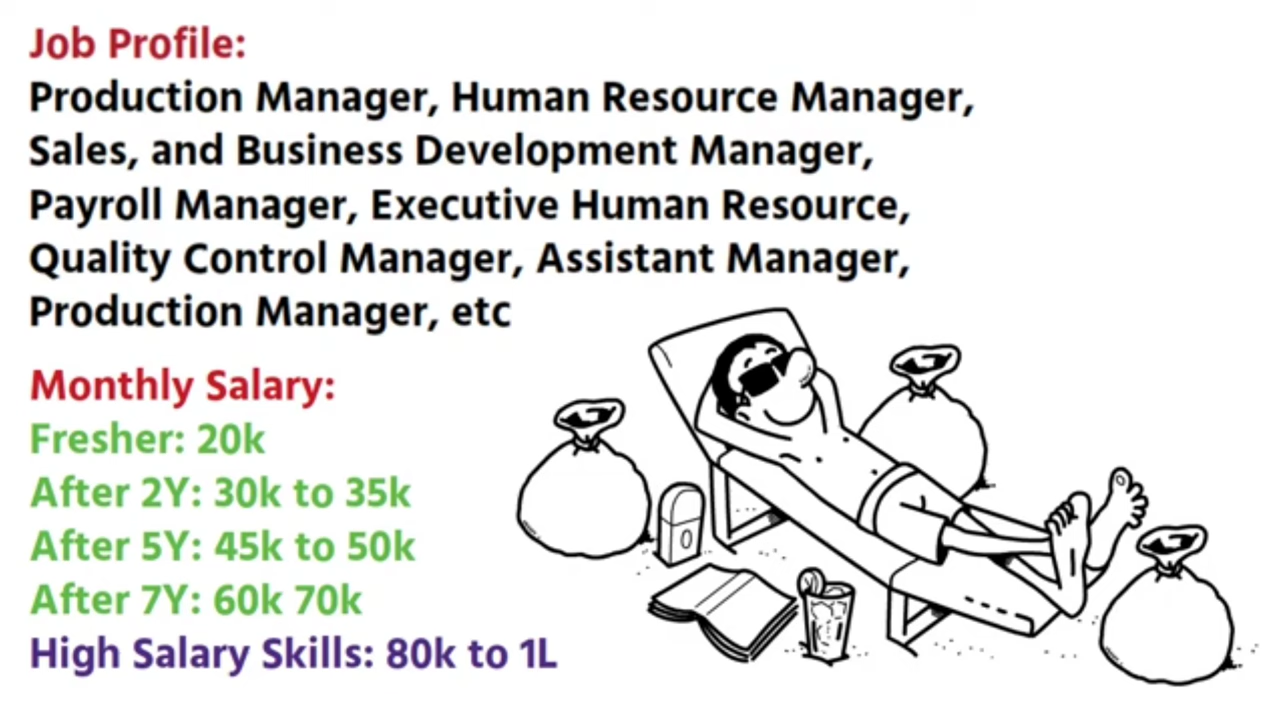 Job Profile:
Production Manager, Human Resource Manager,
Sales, and Business Development Manager,
Payroll Manager, Executive Human Resource,
Quality Control Manager, Assistant Manager,
Production Manager, etc
Monthly Salary:
Fresher: 20k
After 2Y: 30k to 35k
After 5Y: 45k to 50k
After 7Y: 60k 70k
High Salary Skills: 80k to 1L